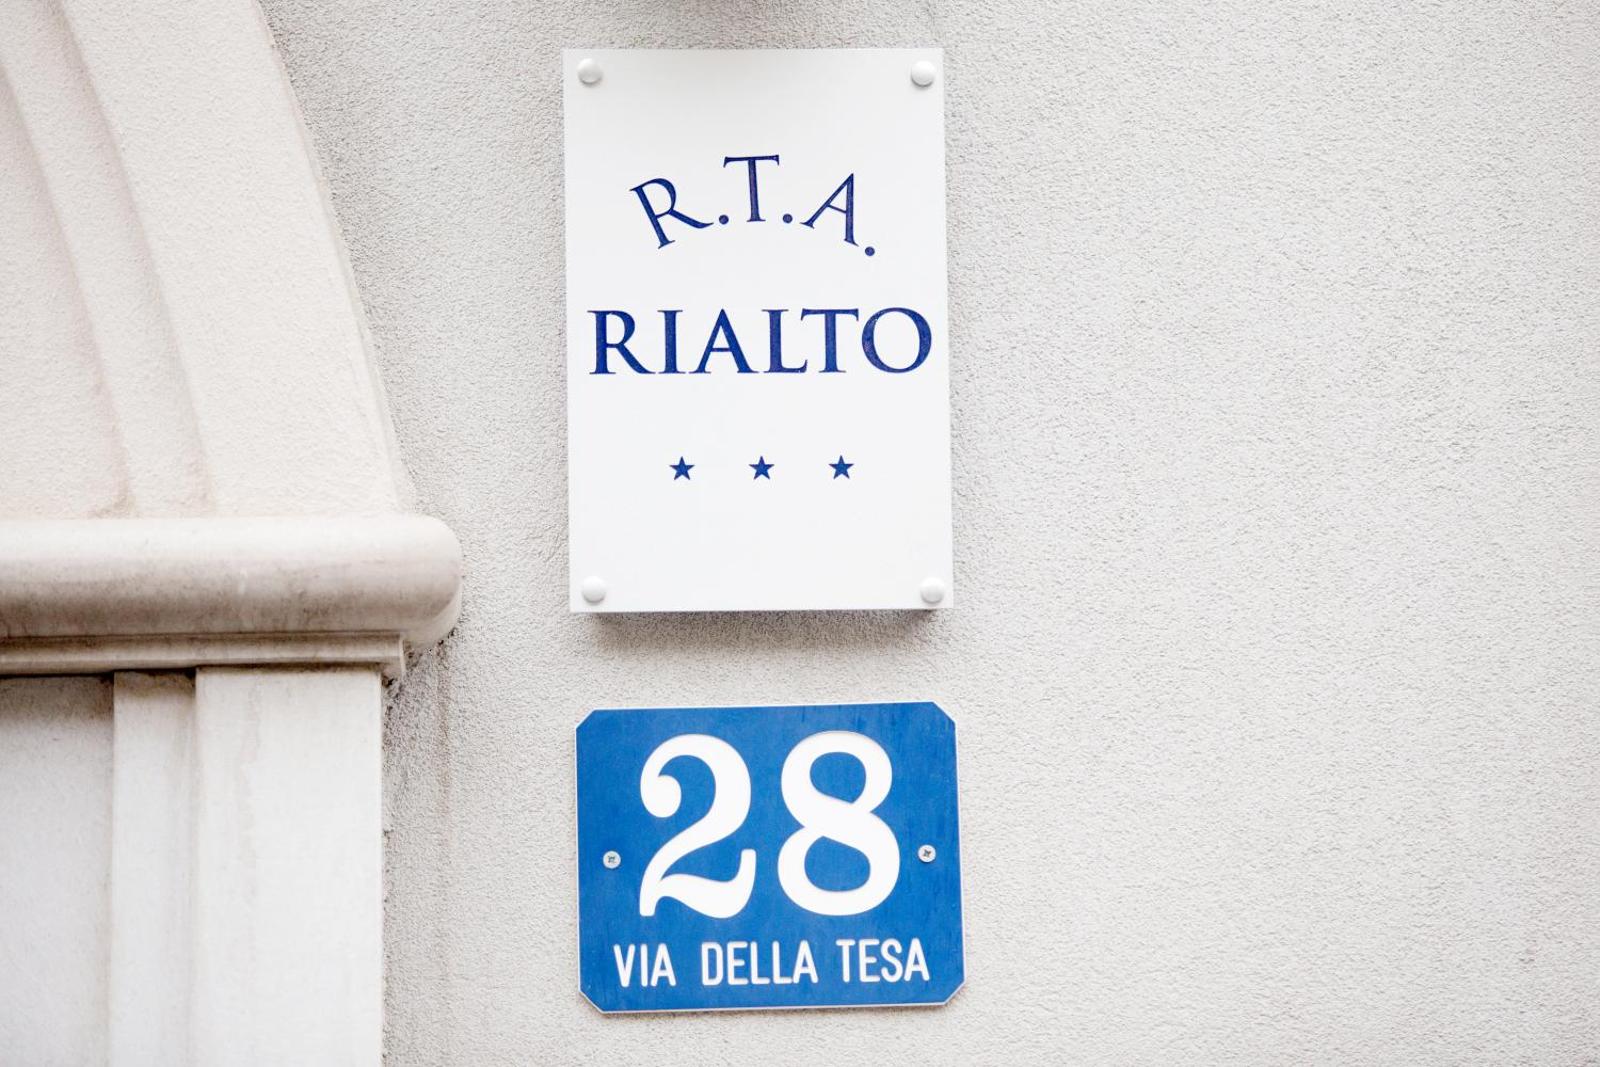 R.T.A.
RIALTO
★ ★ ★
28
VIA DELLA TESA